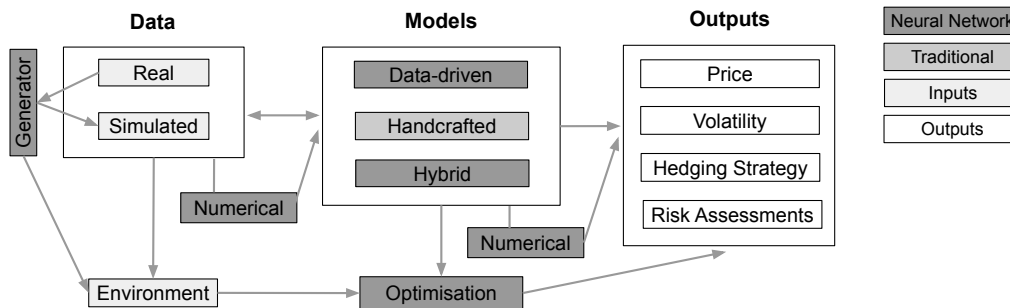 Data
Models
Outputs
Generator
Real
Simulated
Numerical
Environment
Data-driven
Handcrafted
Hybrid
Numerical
Optimisation
Price
Volatility
Hedging Strategy
Risk Assessments
Neural Network
Traditional
Inputs
Outputs